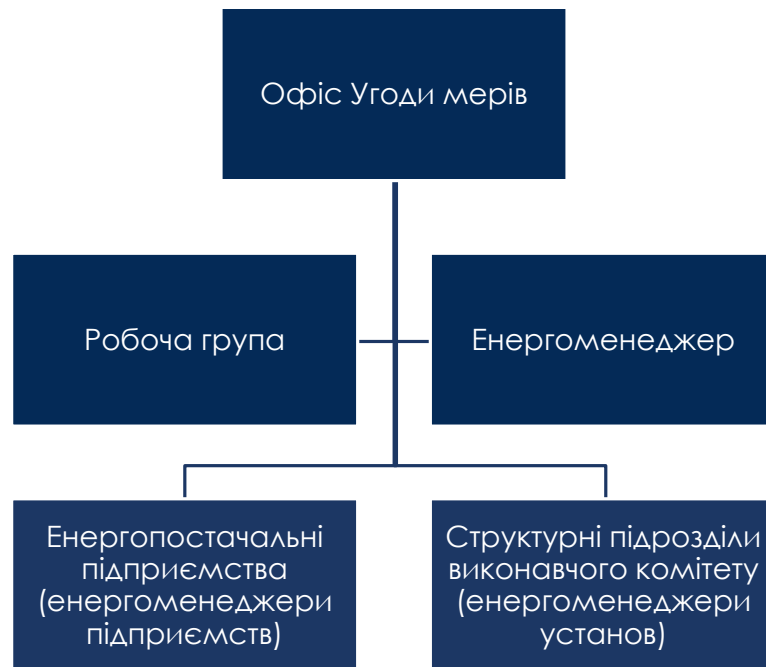 Офіс Угоди мерів
Робоча група
Енергоменеджер
Енергопостачальні
підприємства
(енергоменеджери
підприємств)
Структурні підрозділи
виконавчого комітету
(енергоменеджери
установ)